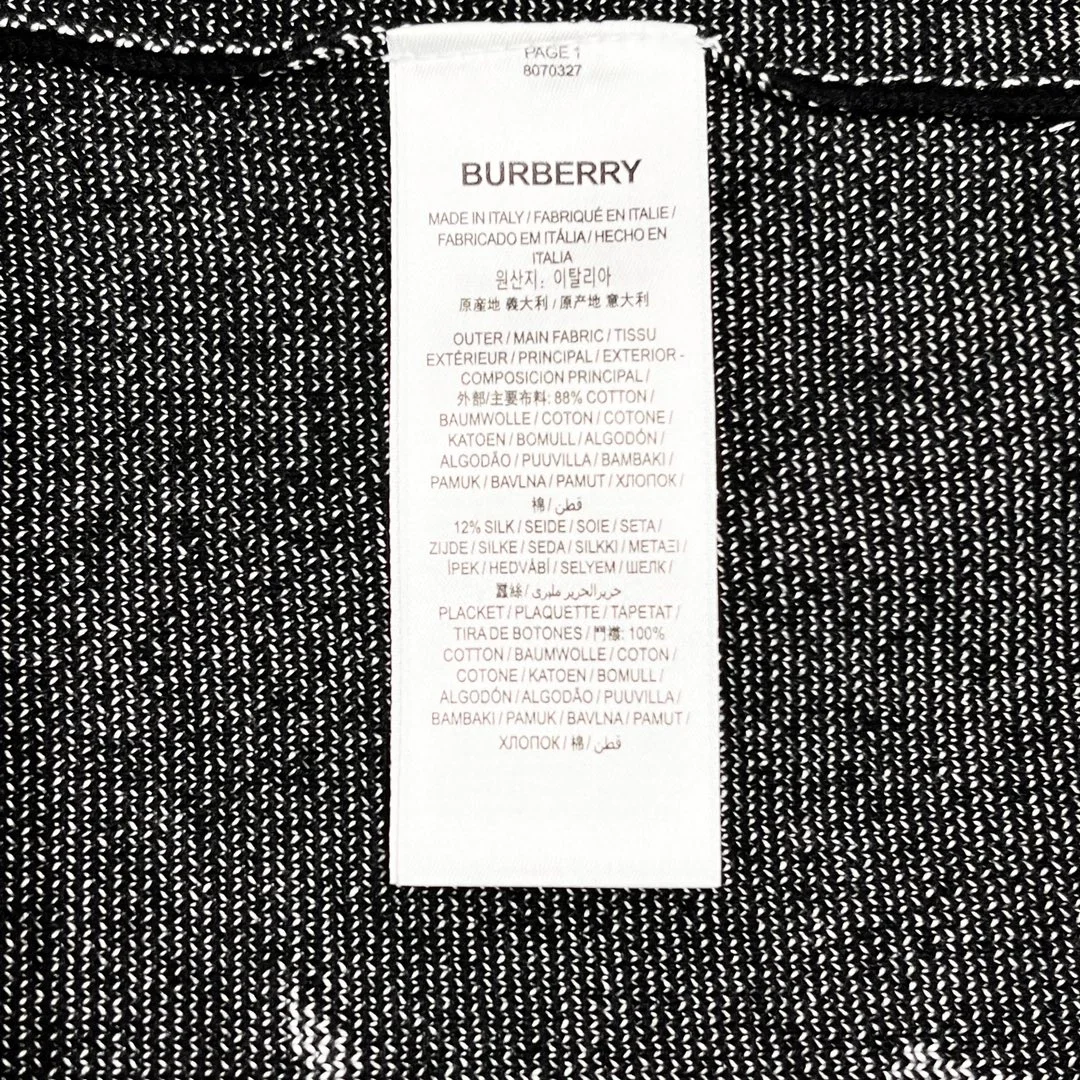 PAGE 1
8070327
BURBERRY
MADE IN ITALY / FABRIQUÉ EN ITALIE /
FABRICADO EM ITÁLIA / HECHO EN
ITALIA
원산지: 이탈리아
原産地 義大利 / 原产地 意大利
OUTER / MAIN FABRIC / TISSU
EXTÉRIEUR / PRINCIPAL / EXTERIOR -
COMPOSICIÓN PRINCIPAL /
外部/主要布料: 88% COTTON /
BAUMWOLLE / COTON / COTONE /
KATOEN / BOMULL / ALGODÓN /
ALGODÃO / PUUVILLA / BAMBAKI /
PAMUK / BAVLNA / PAMUT / ХЛОПОК /
棉 / قطن
12% SILK / SEIDE / SOIE / SETA /
ZIJDE / SILKE / SEDA / SILKKI / ΜΕΤΑΞΙ /
İPEK / HEDVÁBÍ / SELYEM / ШЕЛК /
絲 / حرير/الحرير مليري
PLACKET / PLAQUETTE / TAPETAT /
TIRA DE BOTONES / 門襟: 100%
COTTON / BAUMWOLLE / COTON /
COTONE / KATOEN / BOMULL /
ALGODÓN / ALGODÃO / PUUVILLA /
BAMBAKI / PAMUK / BAVLNA / PAMUT /
ХЛОПОК / 棉 / قطن